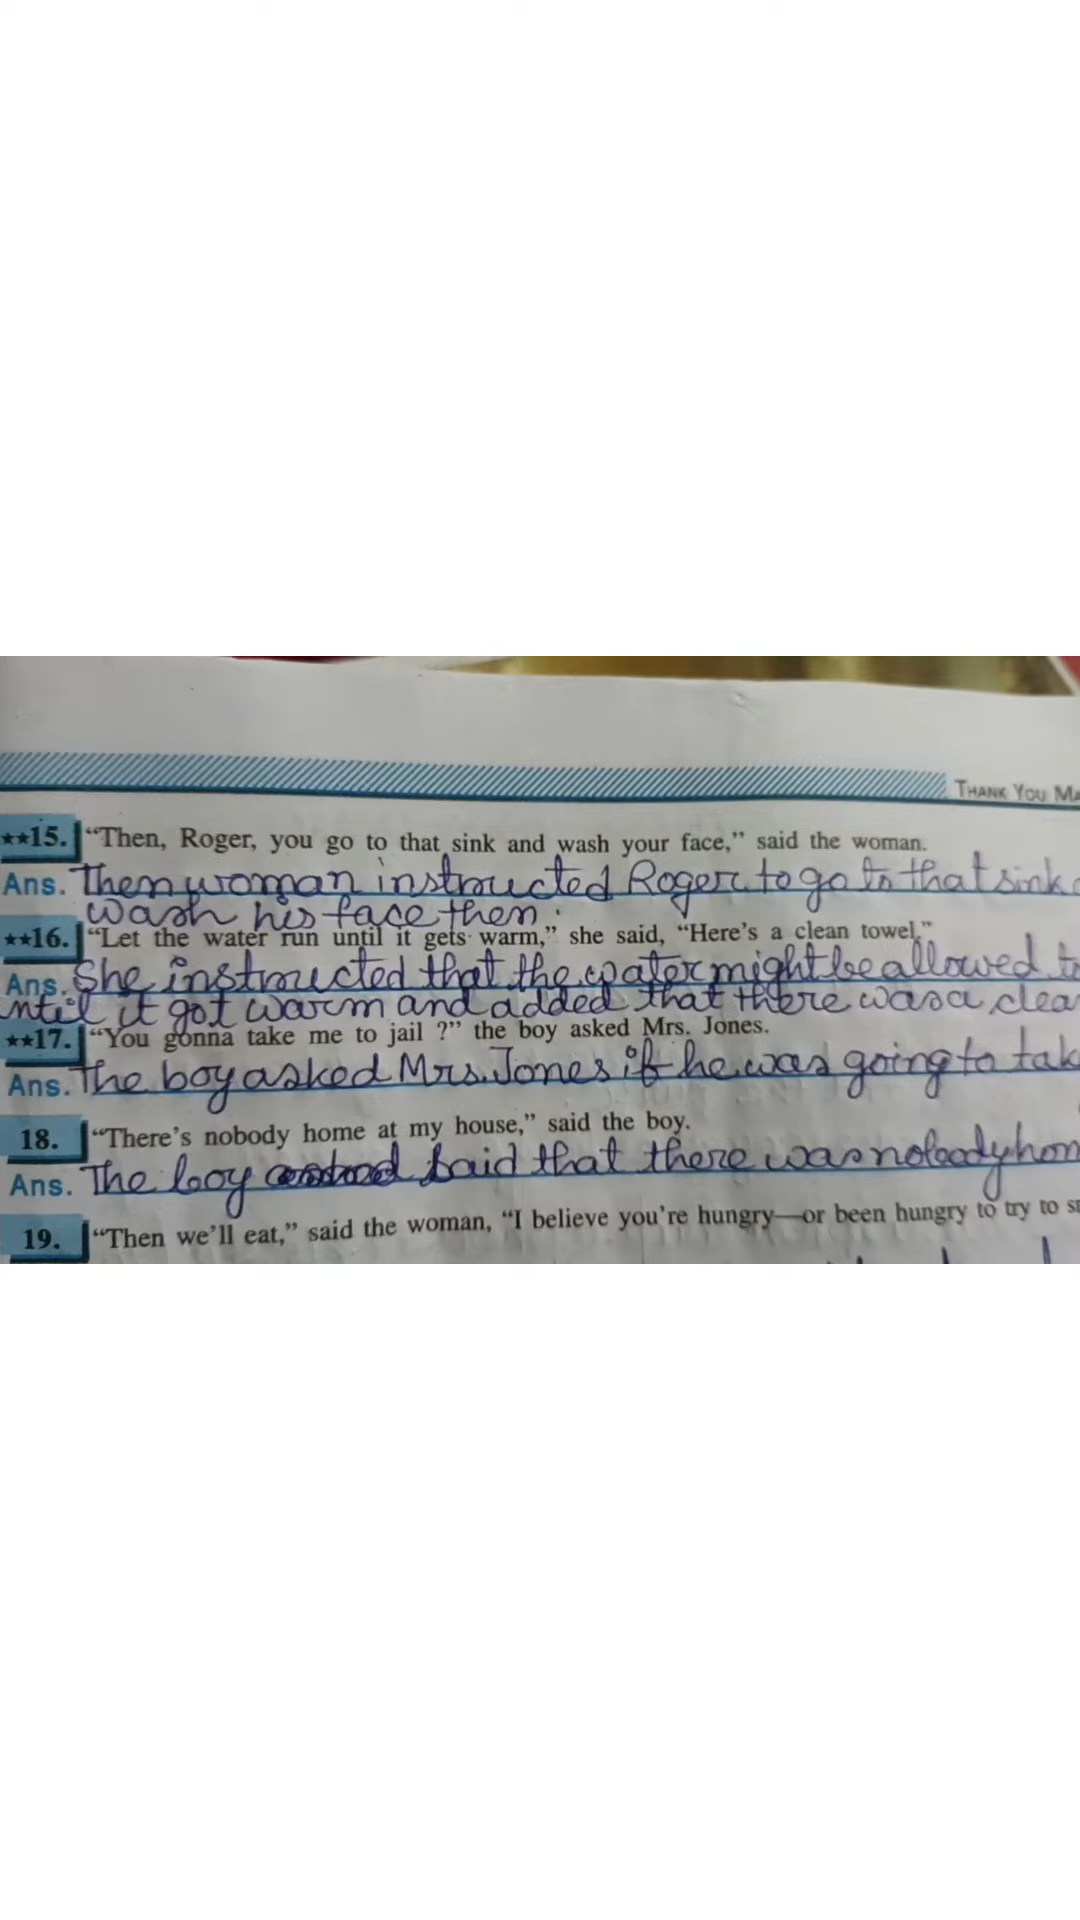 THANK YOU MA
★★15. “Then, Roger, you go to that sink and wash your face,” said the woman.
Ans. Then woman instructed Roger to go to that sink
wash his face then.
★★16. “Let the water run until it gets warm,” she said, “Here’s a clean towel.”
Ans. She instructed that the water might be allowed to
ntil it got warm and added that there was a clea
★★17. “You gonna take me to jail ?” the boy asked Mrs. Jones.
Ans. The boy asked Mrs. Jones if he was going to tak
18. “There’s nobody home at my house,” said the boy.
Ans. The boy said that there was nobody hom
19. “Then we’ll eat,” said the woman, “I believe you’re hungry—or been hungry to try to s